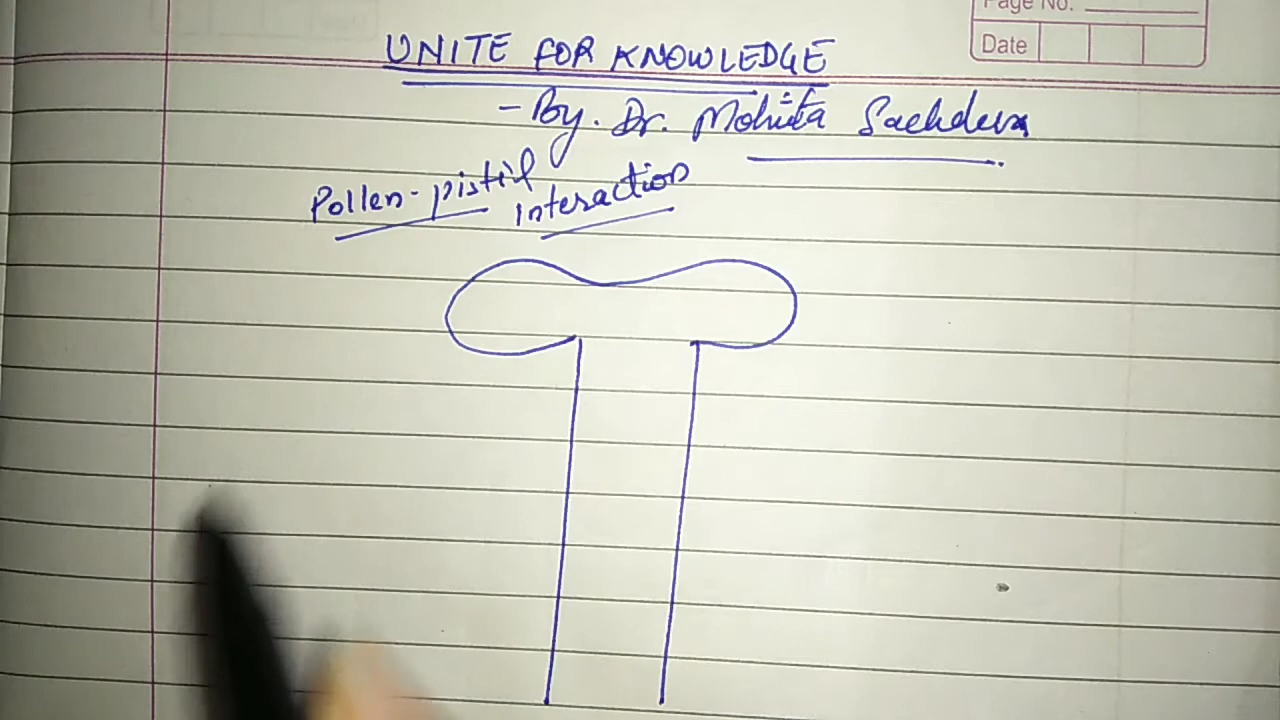 Page No.
Date
UNITE FOR KNOWLEDGE
- By. Dr. Mohita Sachdeva
Pollen-pistil interaction